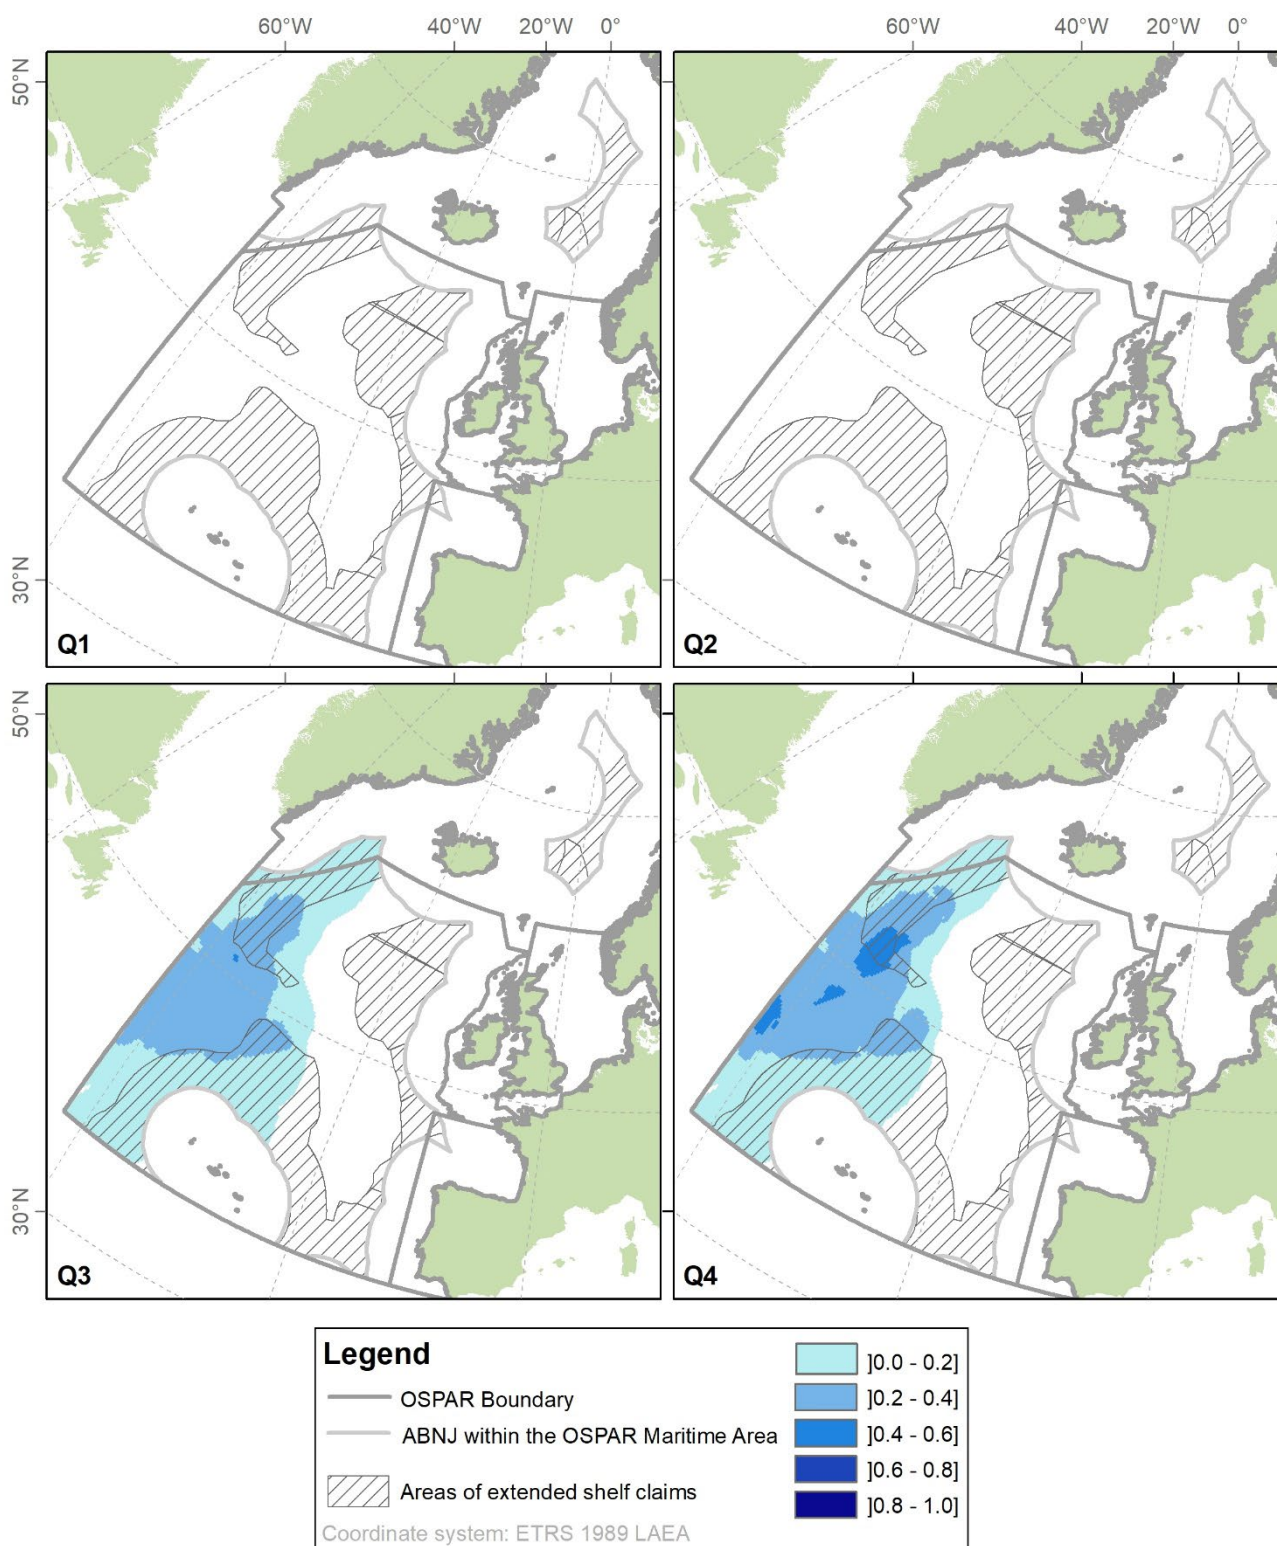 60°W 40°W 20°W 0° 60°W 40°W 20°W 0°
50°N
30°N
Q1 Q2
50°N
30°N
Q3 Q4
Legend
OSPAR Boundary
ABNJ within the OSPAR Maritime Area
Areas of extended shelf claims
Coordinate system: ETRS 1989 LAEA
]0.0 - 0.2]
]0.2 - 0.4]
]0.4 - 0.6]
]0.6 - 0.8]
]0.8 - 1.0]